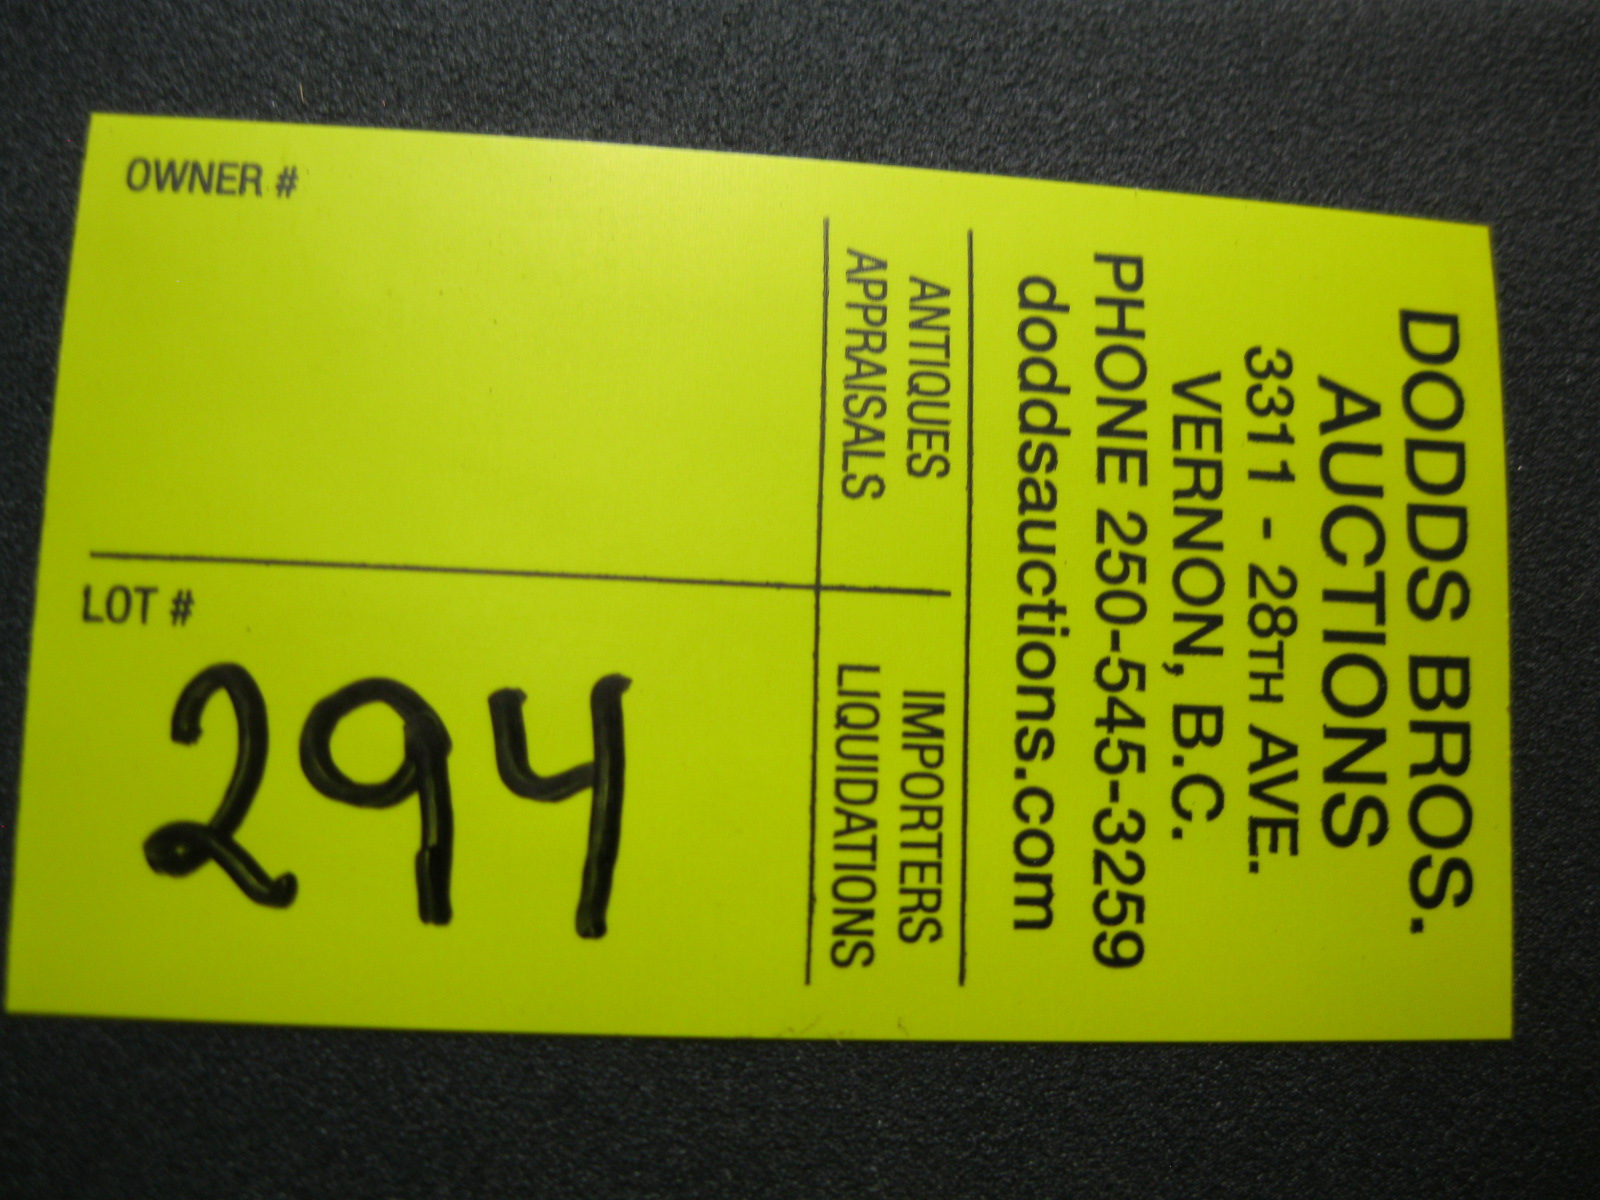 DODDS BROS.
AUCTIONS
3311 - 28TH AVE.
VERNON, B.C.
PHONE 250-545-3259
doddsauctions.com
ANTIQUES
APPRAISALS
IMPORTERS
LIQUIDATIONS
OWNER #
LOT #
294